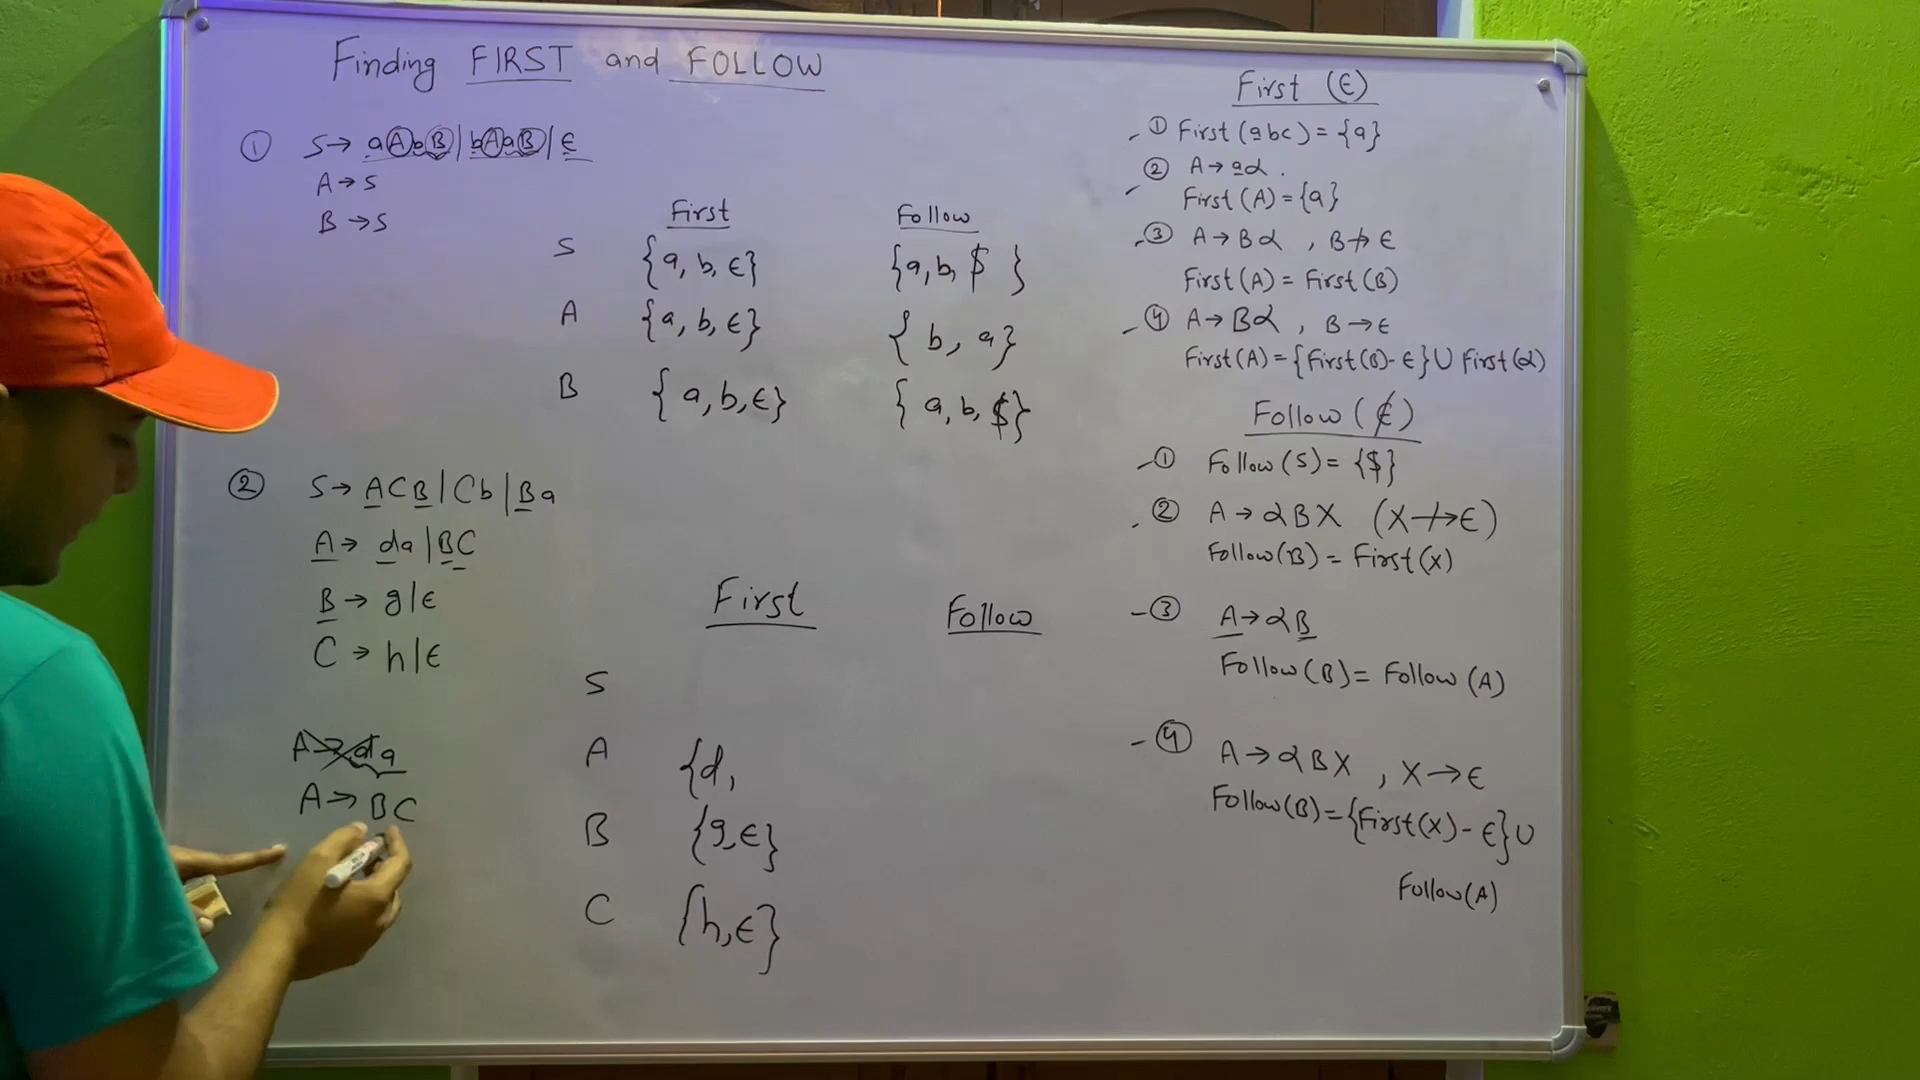 Finding FIRST and FOLLOW
① S→ aAbB | bAaB | ϵ
A→S
B→S
First Follow
S {a, b, ϵ} {a, b, $ }
A {a, b, ϵ} { b, a}
B { a, b, ϵ} { a, b, $}
② S→ ACB | Cb | Ba
A→ da | BC
B → g | ϵ
C → h | ϵ
A→da
A→ BC
First Follow
S
A {d,
B {g, ϵ}
C {h, ϵ}
First (ϵ)
① First (abc) = {a}
② A→ aα .
First (A) = {a}
③ A→Bα , B↛ϵ
First (A) = First (B)
④ A→Bα , B→ϵ
First (A) = {First (B) - ϵ} ∪ First (α)
Follow (ϵ̸)
① Follow (S) = {$}
② A→αBX (X↛ϵ)
Follow (B) = First (X)
③ A→αB
Follow (B) = Follow (A)
④ A→αBX , X→ϵ
Follow (B) = {First (X) - ϵ} ∪
Follow (A)